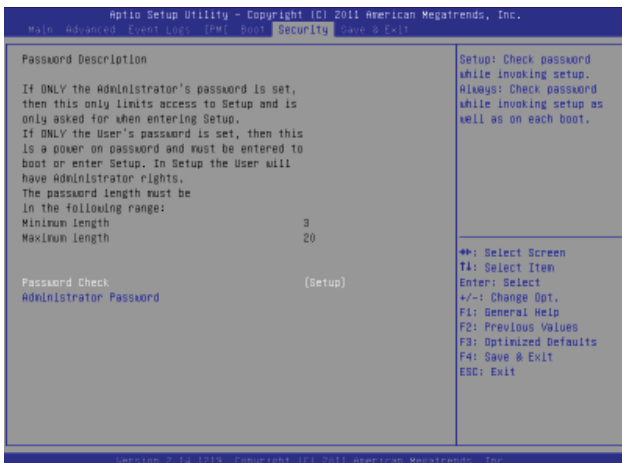 Aptio Setup Utility - Copyright (C) 2011 American Megatrends, Inc.
Main Advanced Event Logs IPMI Boot Security Save & Exit
Password Description
If ONLY the Administrator's password is set,
then this only limits access to Setup and is
only asked for when entering Setup.
If ONLY the User's password is set, then this
is a power on password and must be entered to
boot or enter Setup. In Setup the User will
have Administrator rights.
The password length must be
in the following range:
Minimum length 3
Maximum length 20
Password Check [Setup]
Administrator Password
Setup: Check password
while invoking setup.
Always: Check password
while invoking setup as
well as on each boot.
→←: Select Screen
↑↓: Select Item
Enter: Select
+/-: Change Opt.
F1: General Help
F2: Previous Values
F3: Optimized Defaults
F4: Save & Exit
ESC: Exit
Version 2.14.1219. Copyright (C) 2011 American Megatrends, Inc.